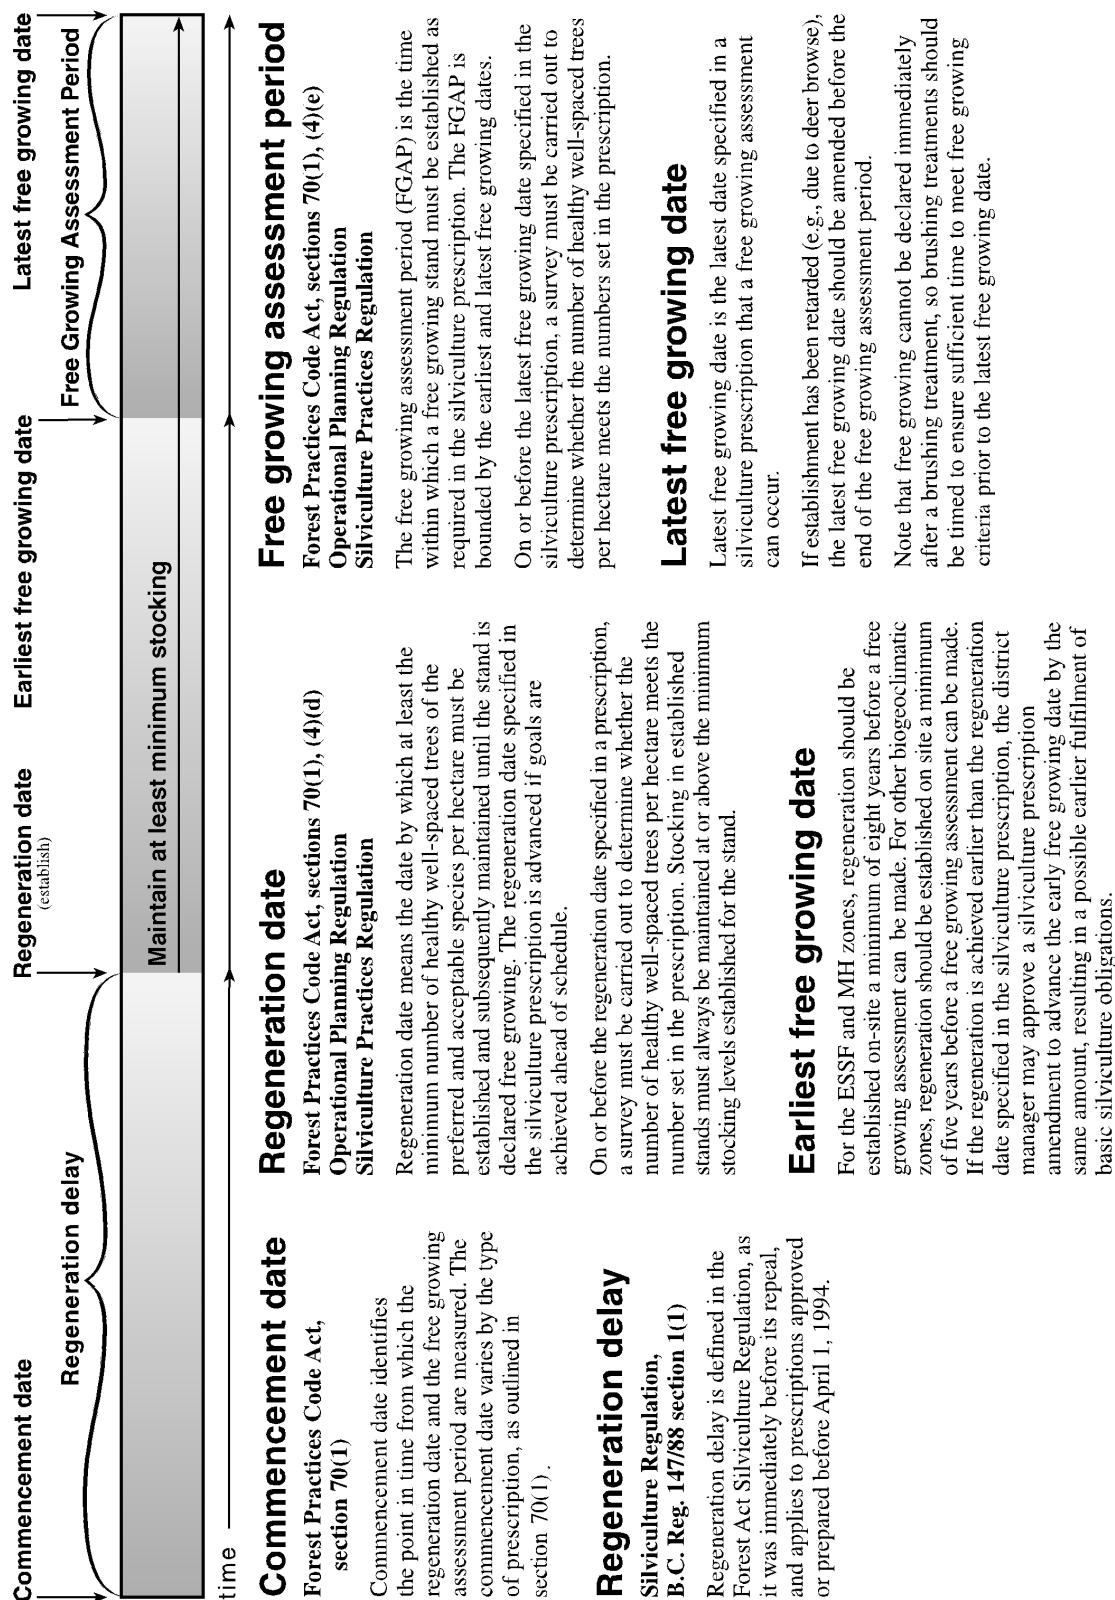 Commencement date
Regeneration date
(establish)
Earliest free growing date
Latest free growing date
Regeneration delay
Free Growing Assessment Period
Maintain at least minimum stocking
time
Commencement date
Forest Practices Code Act,
section 70(1)
Commencement date identifies
the point in time from which the
regeneration date and the free growing
assessment period are measured. The
commencement date varies by the type
of prescription, as outlined in
section 70(1).
Regeneration delay
Silviculture Regulation,
B.C. Reg. 147/88 section 1(1)
Regeneration delay is defined in the
Forest Act Silviculture Regulation, as
it was immediately before its repeal,
and applies to prescriptions approved
or prepared before April 1, 1994.
Regeneration date
Forest Practices Code Act, sections 70(1), (4)(d)
Operational Planning Regulation
Silviculture Practices Regulation
Regeneration date means the date by which at least the
minimum number of healthy well-spaced trees of the
preferred and acceptable species per hectare must be
established and subsequently maintained until the stand is
declared free growing. The regeneration date specified in
the silviculture prescription is advanced if goals are
achieved ahead of schedule.
On or before the regeneration date specified in a prescription,
a survey must be carried out to determine whether the
number of healthy well-spaced trees per hectare meets the
number set in the prescription. Stocking in established
stands must always be maintained at or above the minimum
stocking levels established for the stand.
Earliest free growing date
For the ESSF and MH zones, regeneration should be
established on-site a minimum of eight years before a free
growing assessment can be made. For other biogeoclimatic
zones, regeneration should be established on site a minimum
of five years before a free growing assessment can be made.
If the regeneration is achieved earlier than the regeneration
date specified in the silviculture prescription, the district
manager may approve a silviculture prescription
amendment to advance the early free growing date by the
same amount, resulting in a possible earlier fulfilment of
basic silviculture obligations.
Free growing assessment period
Forest Practices Code Act, sections 70(1), (4)(e)
Operational Planning Regulation
Silviculture Practices Regulation
The free growing assessment period (FGAP) is the time
within which a free growing stand must be established as
required in the silviculture prescription. The FGAP is
bounded by the earliest and latest free growing dates.
On or before the latest free growing date specified in the
silviculture prescription, a survey must be carried out to
determine whether the number of healthy well-spaced trees
per hectare meets the numbers set in the prescription.
Latest free growing date
Latest free growing date is the latest date specified in a
silviculture prescription that a free growing assessment
can occur.
If establishment has been retarded (e.g., due to deer browse),
the latest free growing date should be amended before the
end of the free growing assessment period.
Note that free growing cannot be declared immediately
after a brushing treatment, so brushing treatments should
be timed to ensure sufficient time to meet free growing
criteria prior to the latest free growing date.